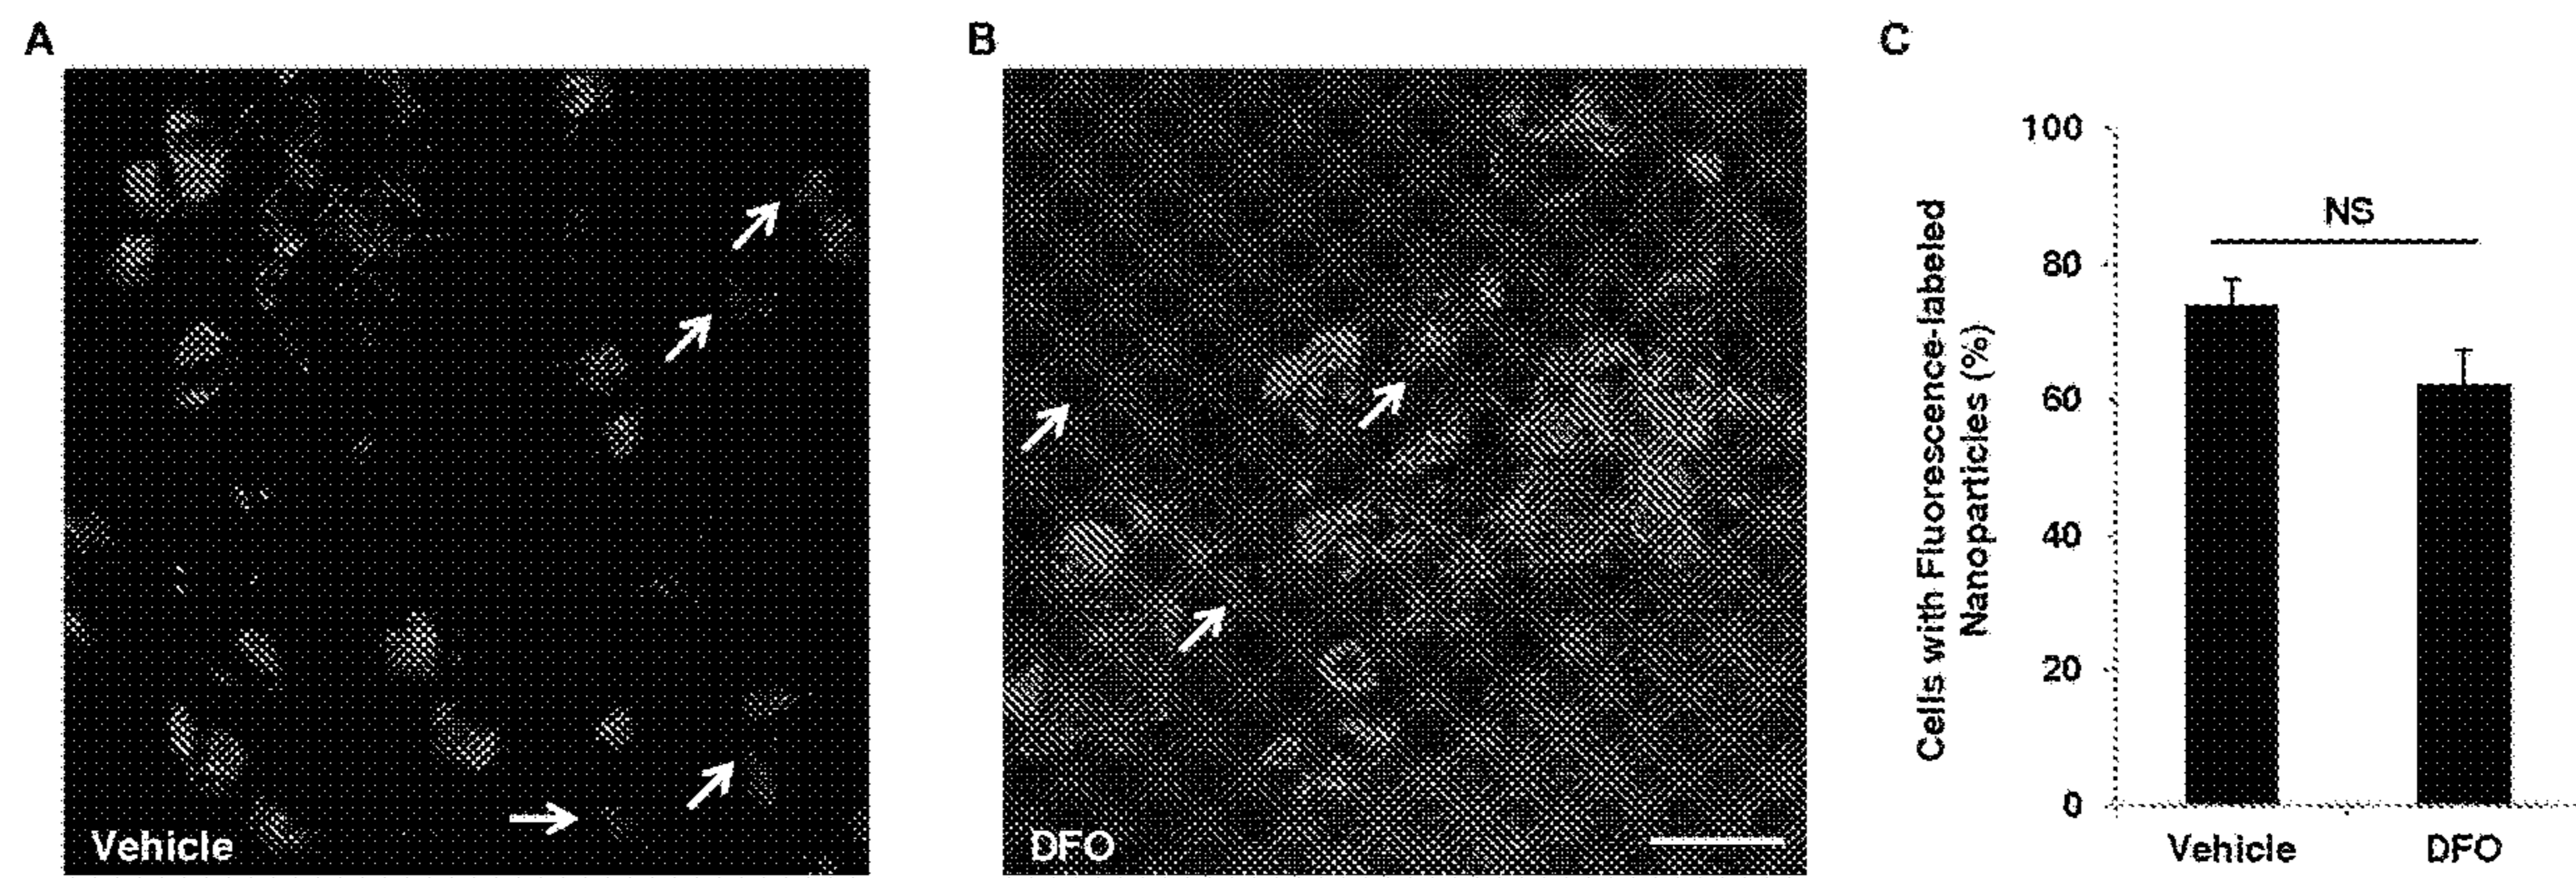 A
Vehicle
B
DFO
C
Cells with Fluorescence-labeled
Nanoparticles (%)
100
80
60
40
20
0
NS
Vehicle
DFO